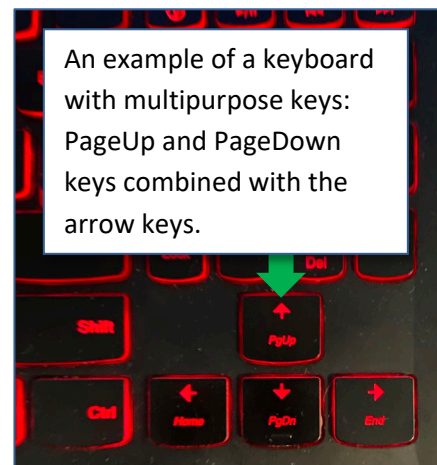 An example of a keyboard
with multipurpose keys:
PageUp and PageDown
keys combined with the
arrow keys.
Del
Shift
PgUp
Ctrl
Home
PgDn
End